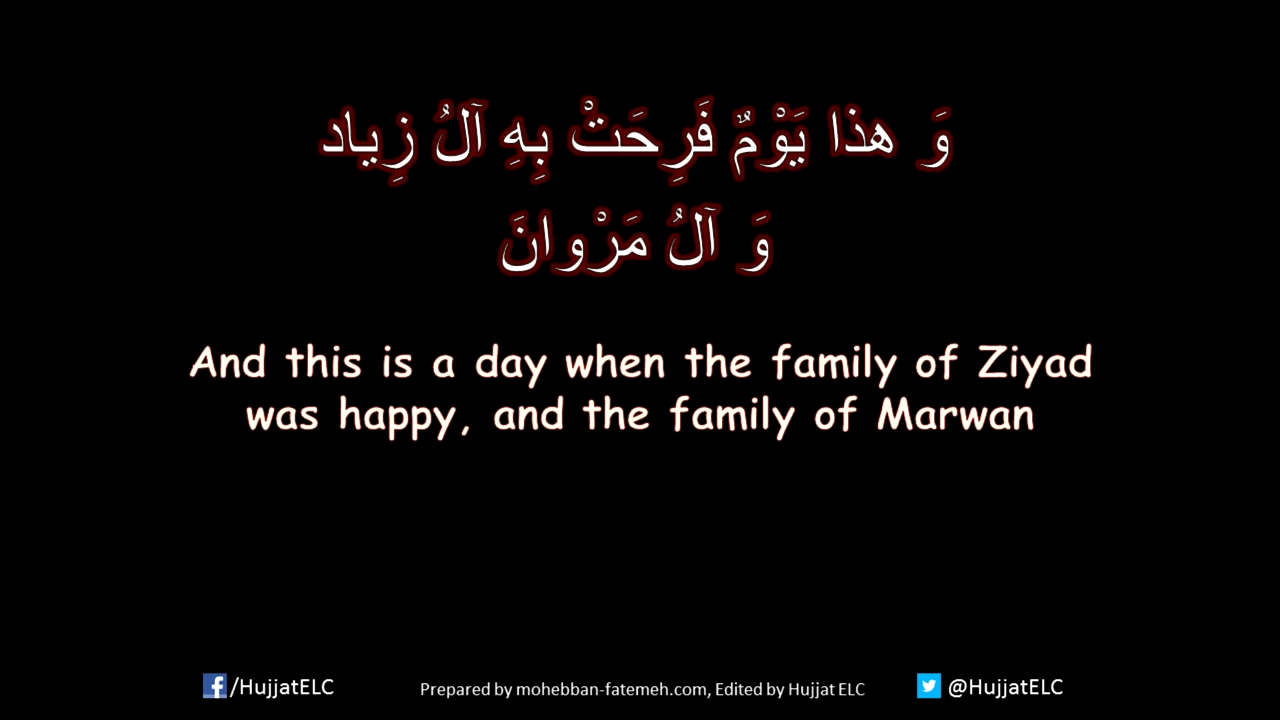 وَ هذا يَوْمٌ فَرِحَتْ بِهِ آلُ زِياد
وَ آلُ مَرْوانَ
And this is a day when the family of Ziyad
was happy, and the family of Marwan
/HujjatELC Prepared by mohebban-fatemeh.com, Edited by Hujjat ELC @HujjatELC